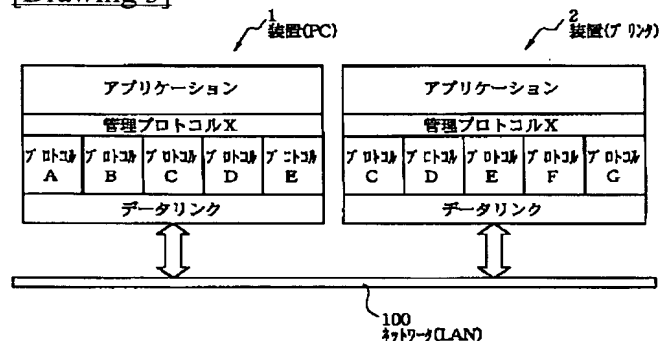 [Drawing 3]
1
装置(PC)
2
装置(プリンタ)
アプリケーション
管理プロトコルX
プロトコル A
プロトコル B
プロトコル C
プロトコル D
プロトコル E
データリンク
アプリケーション
管理プロトコルX
プロトコル C
プロトコル D
プロトコル E
プロトコル F
プロトコル G
データリンク
100
ネットワーク(LAN)